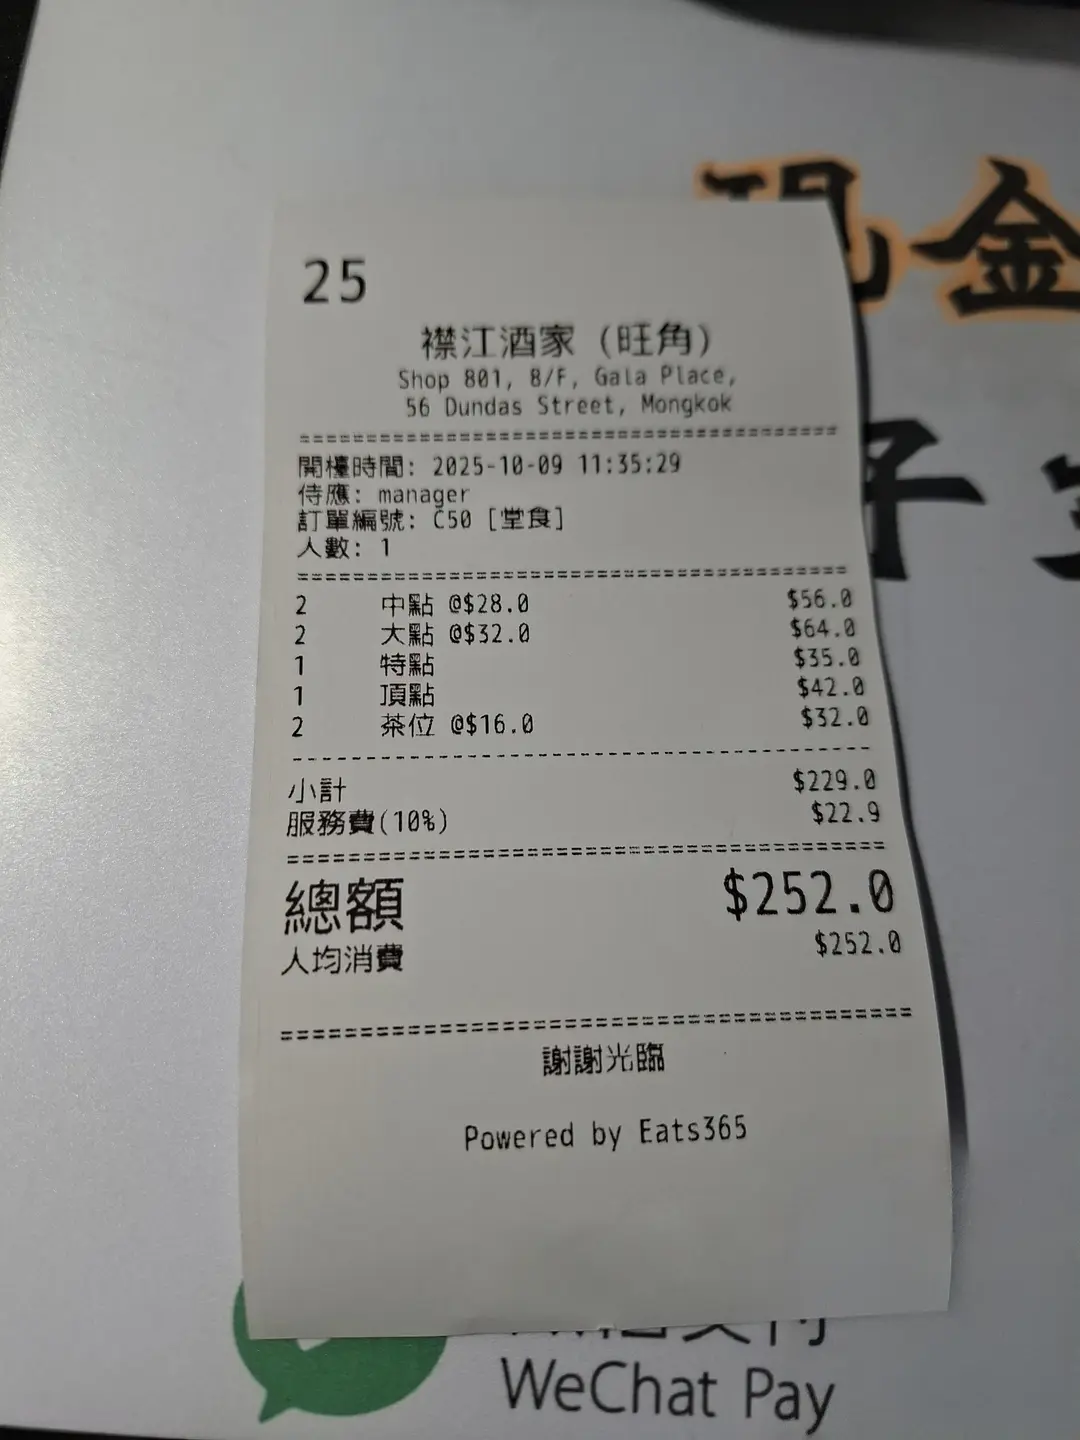 現金
子
25
襟江酒家 (旺角)
Shop 801, 8/F, Gala Place,
56 Dundas Street, Mongkok
開檯時間: 2025-10-09 11:35:29
侍應: manager
訂單編號: C50 [堂食]
人數: 1
2 中點 @$28.0 $56.0
2 大點 @$32.0 $64.0
1 特點 $35.0
1 頂點 $42.0
2 茶位 @$16.0 $32.0
小計 $229.0
服務費(10%) $22.9
總額 $252.0
人均消費 $252.0
謝謝光臨
Powered by Eats365
WeChat Pay